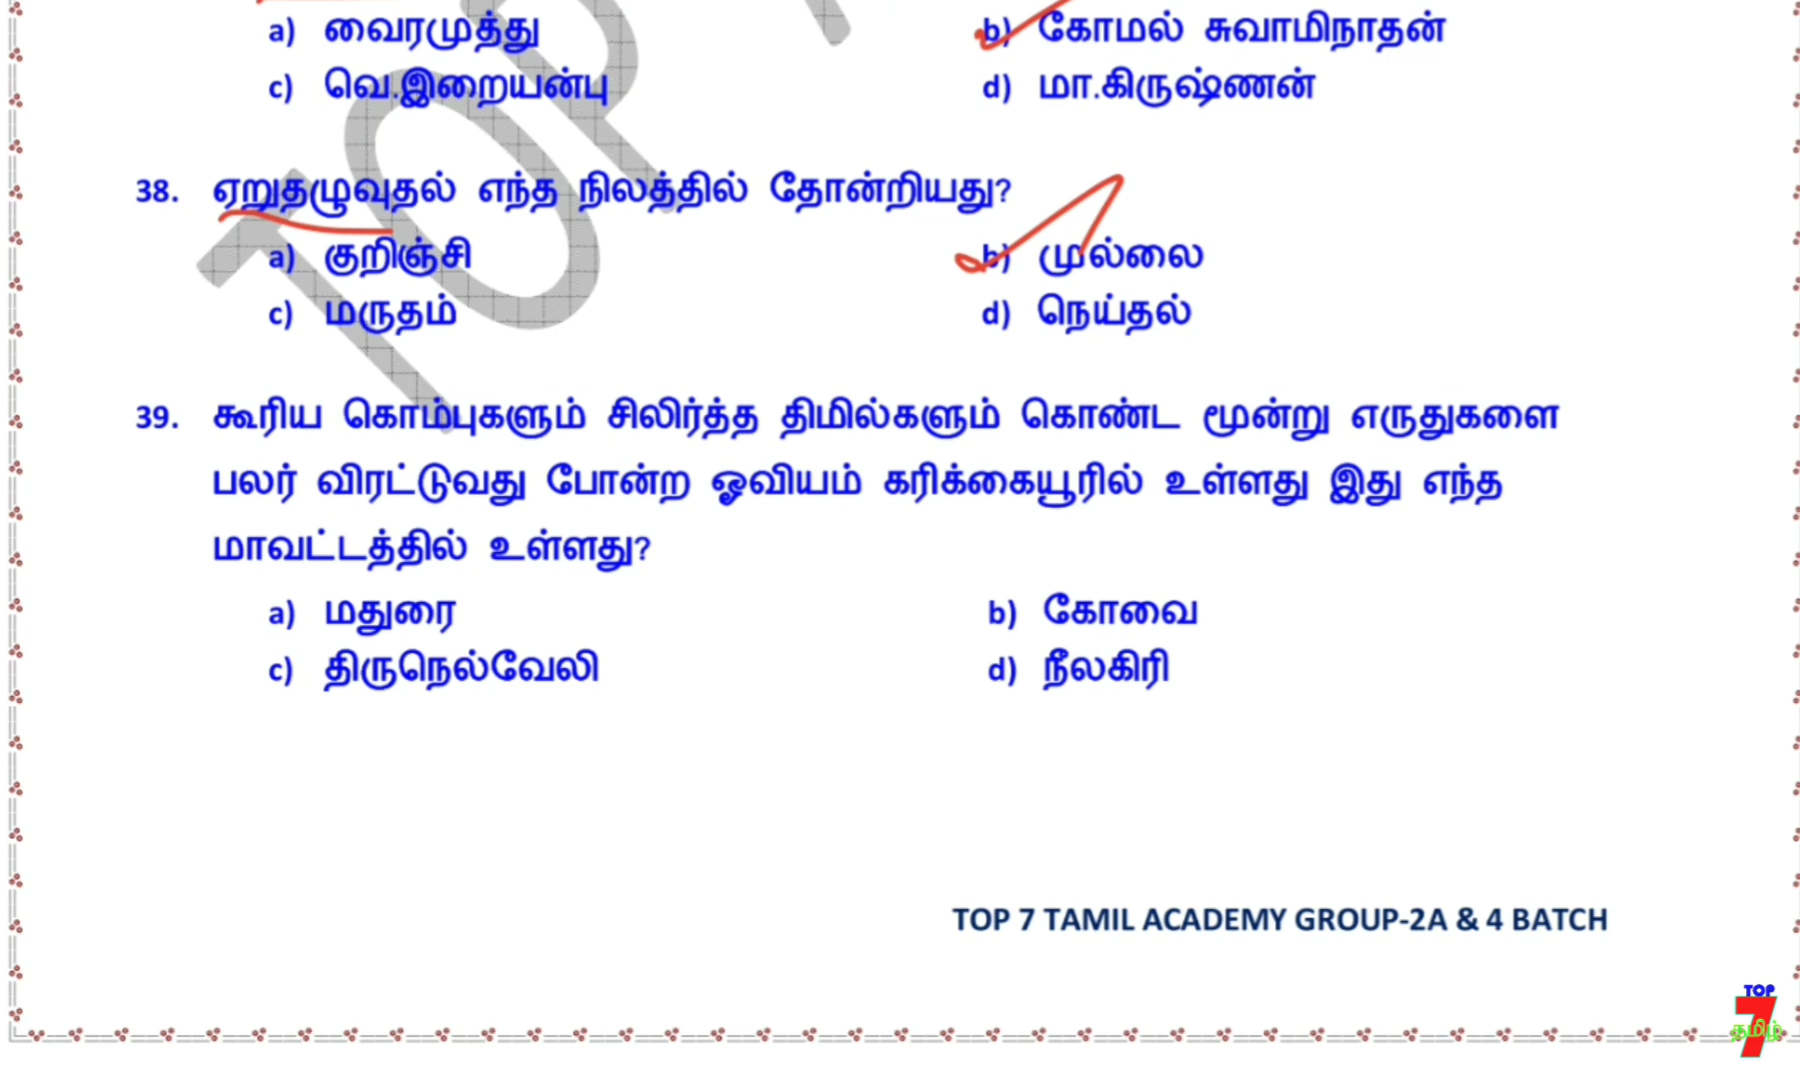 a) வைரமுத்து b) கோமல் சுவாமிநாதன்
c) வெ.இறையன்பு d) மா.கிருஷ்ணன்
38. ஏறுதழுவுதல் எந்த நிலத்தில் தோன்றியது?
a) குறிஞ்சி b) முல்லை
c) மருதம் d) நெய்தல்
39. கூரிய கொம்புகளும் சிலிர்த்த திமில்களும் கொண்ட மூன்று எருதுகளை
பலர் விரட்டுவது போன்ற ஓவியம் கரிக்கையூரில் உள்ளது இது எந்த
மாவட்டத்தில் உள்ளது?
a) மதுரை b) கோவை
c) திருநெல்வேலி d) நீலகிரி
TOP 7 TAMIL ACADEMY GROUP-2A & 4 BATCH
TOP
7
தமிழ்